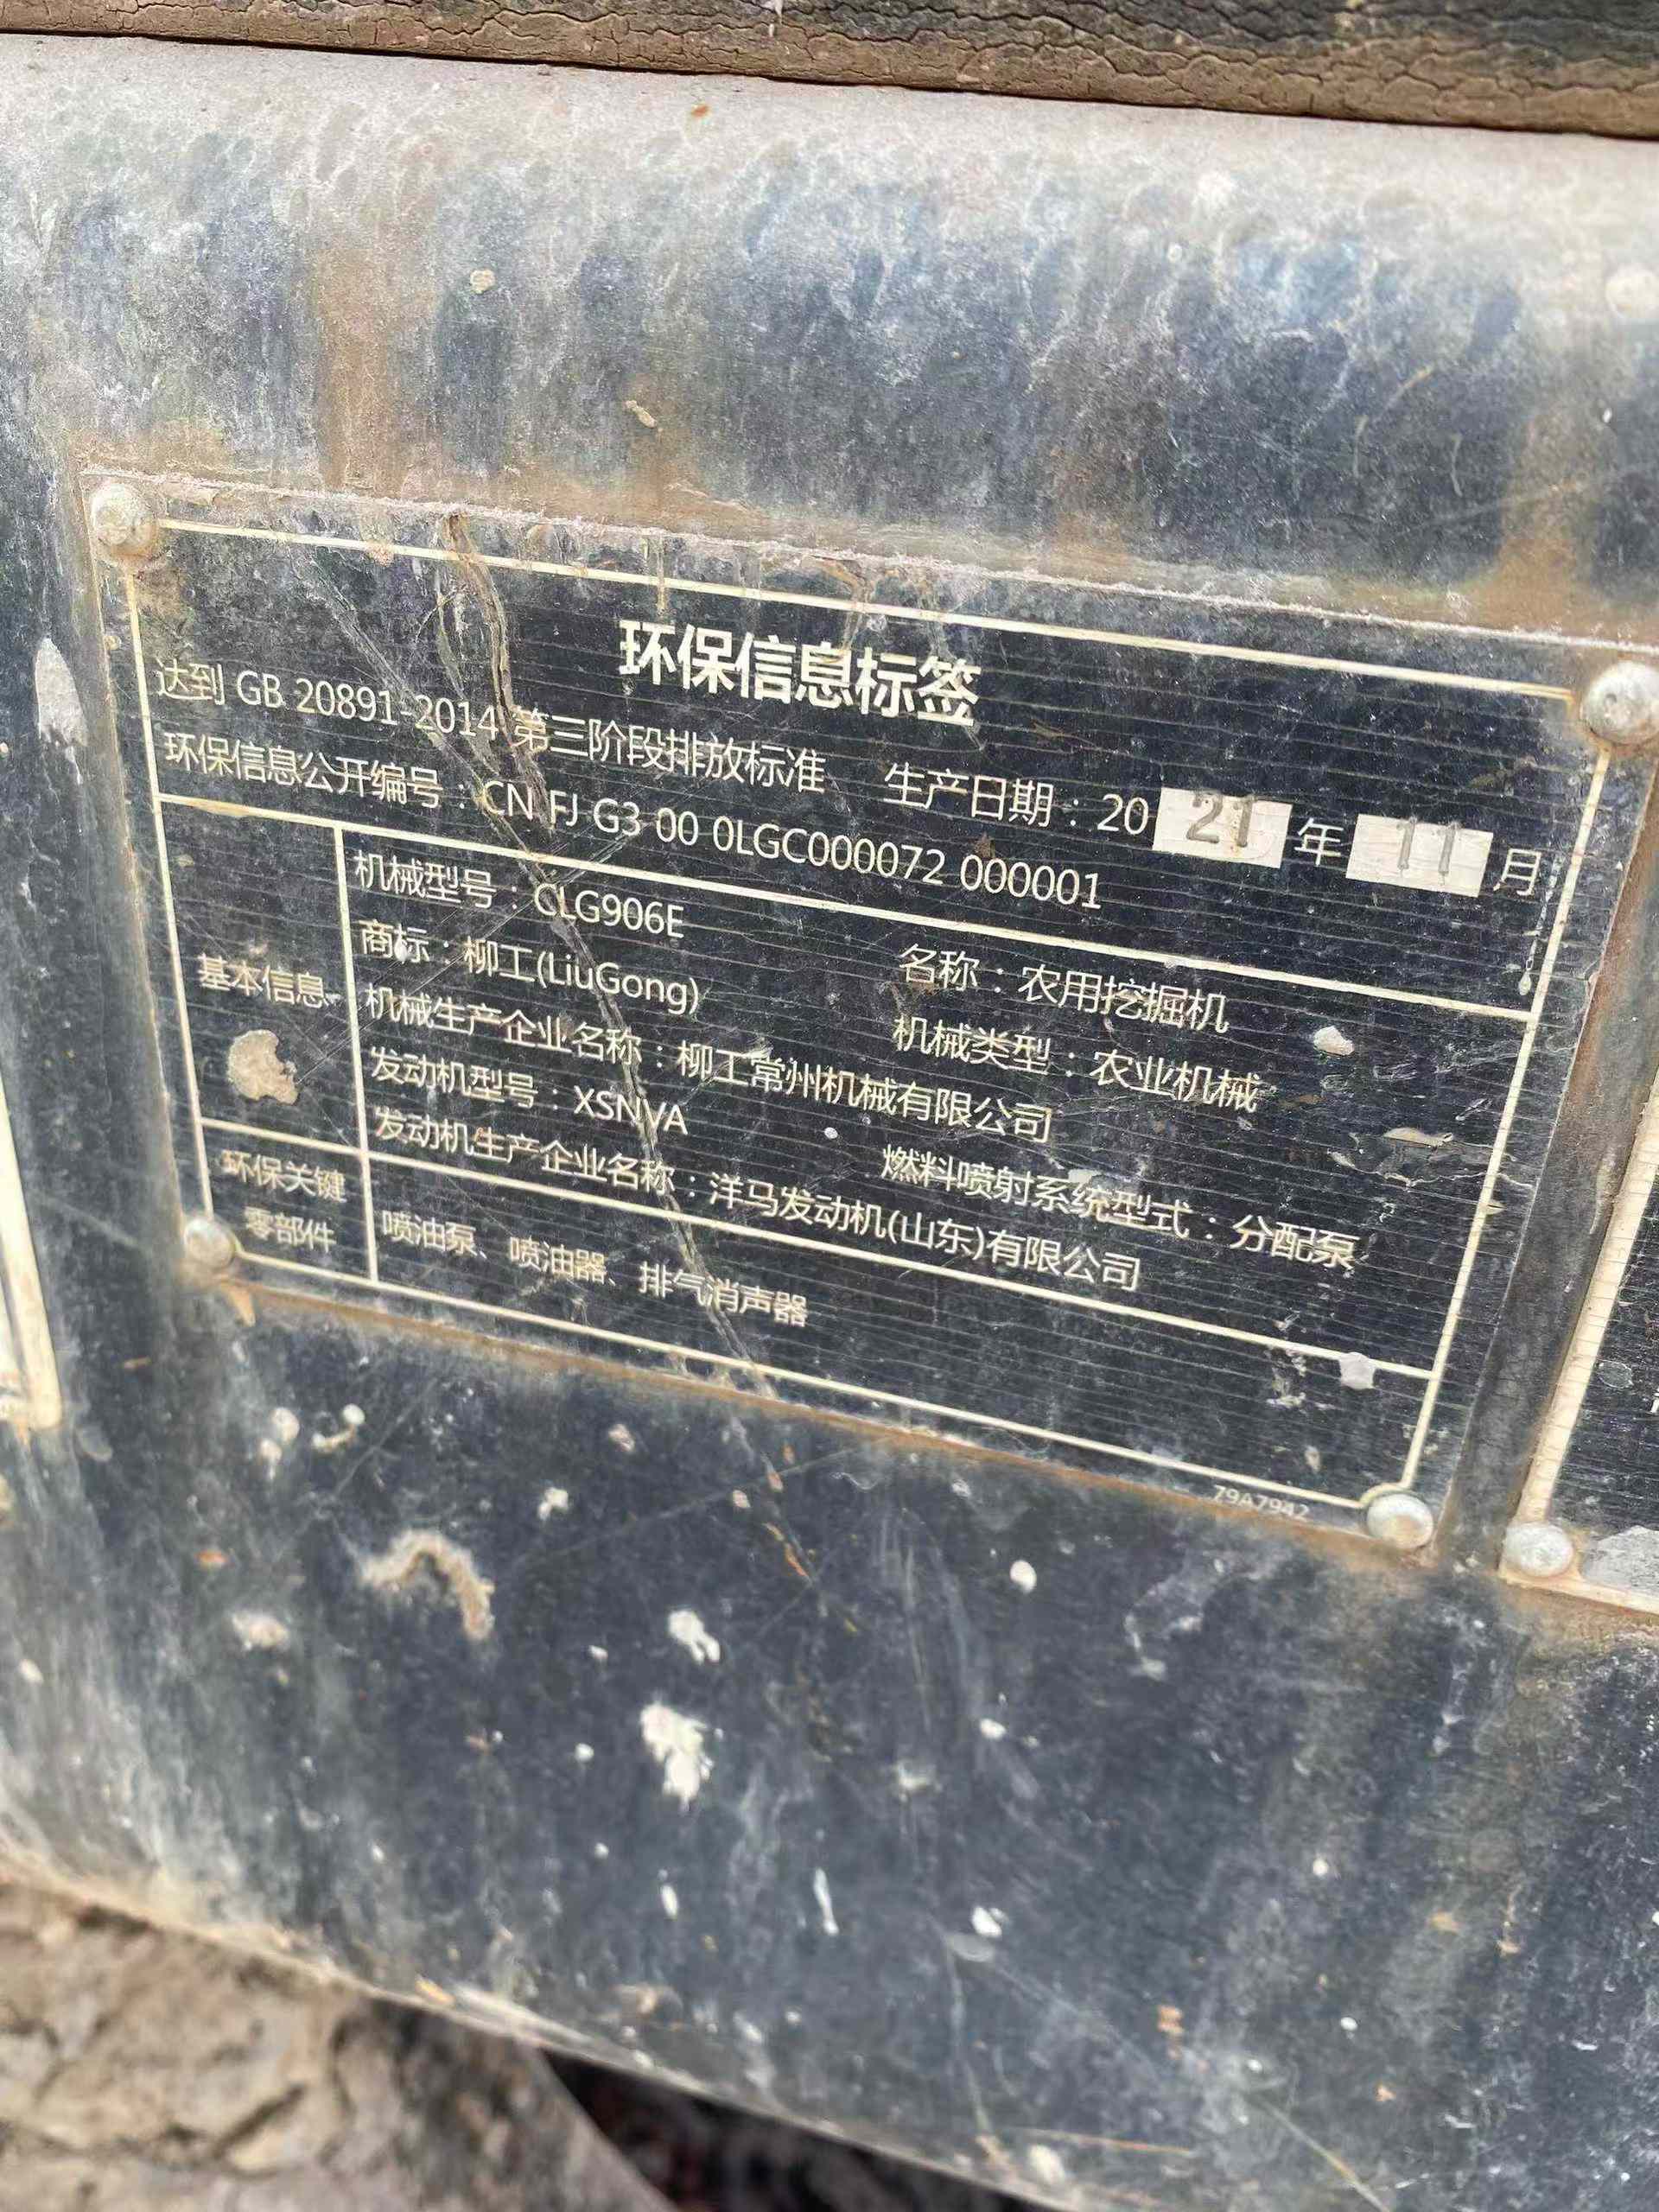 环保信息标签
达到 GB 20891-2014 第三阶段排放标准 生产日期：20 21 年 11 月
环保信息公开编号：CN FJ G3 00 0LGC000072 000001
基本信息
机械型号：CLG906E 名称：农用挖掘机
商标：柳工(LiuGong) 机械类型：农业机械
机械生产企业名称：柳工常州机械有限公司
发动机型号：XSNVA 燃料喷射系统型式：分配泵
发动机生产企业名称：洋马发动机(山东)有限公司
环保关键
零部件
喷油泵、喷油器、排气消声器
79A7942